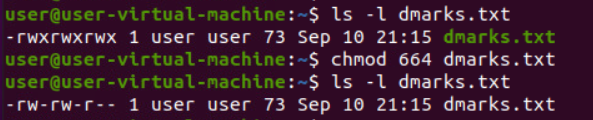 user@user-virtual-machine:~$ ls -l dmarks.txt
-rwxrwxrwx 1 user user 73 Sep 10 21:15 dmarks.txt
user@user-virtual-machine:~$ chmod 664 dmarks.txt
user@user-virtual-machine:~$ ls -l dmarks.txt
-rw-rw-r-- 1 user user 73 Sep 10 21:15 dmarks.txt